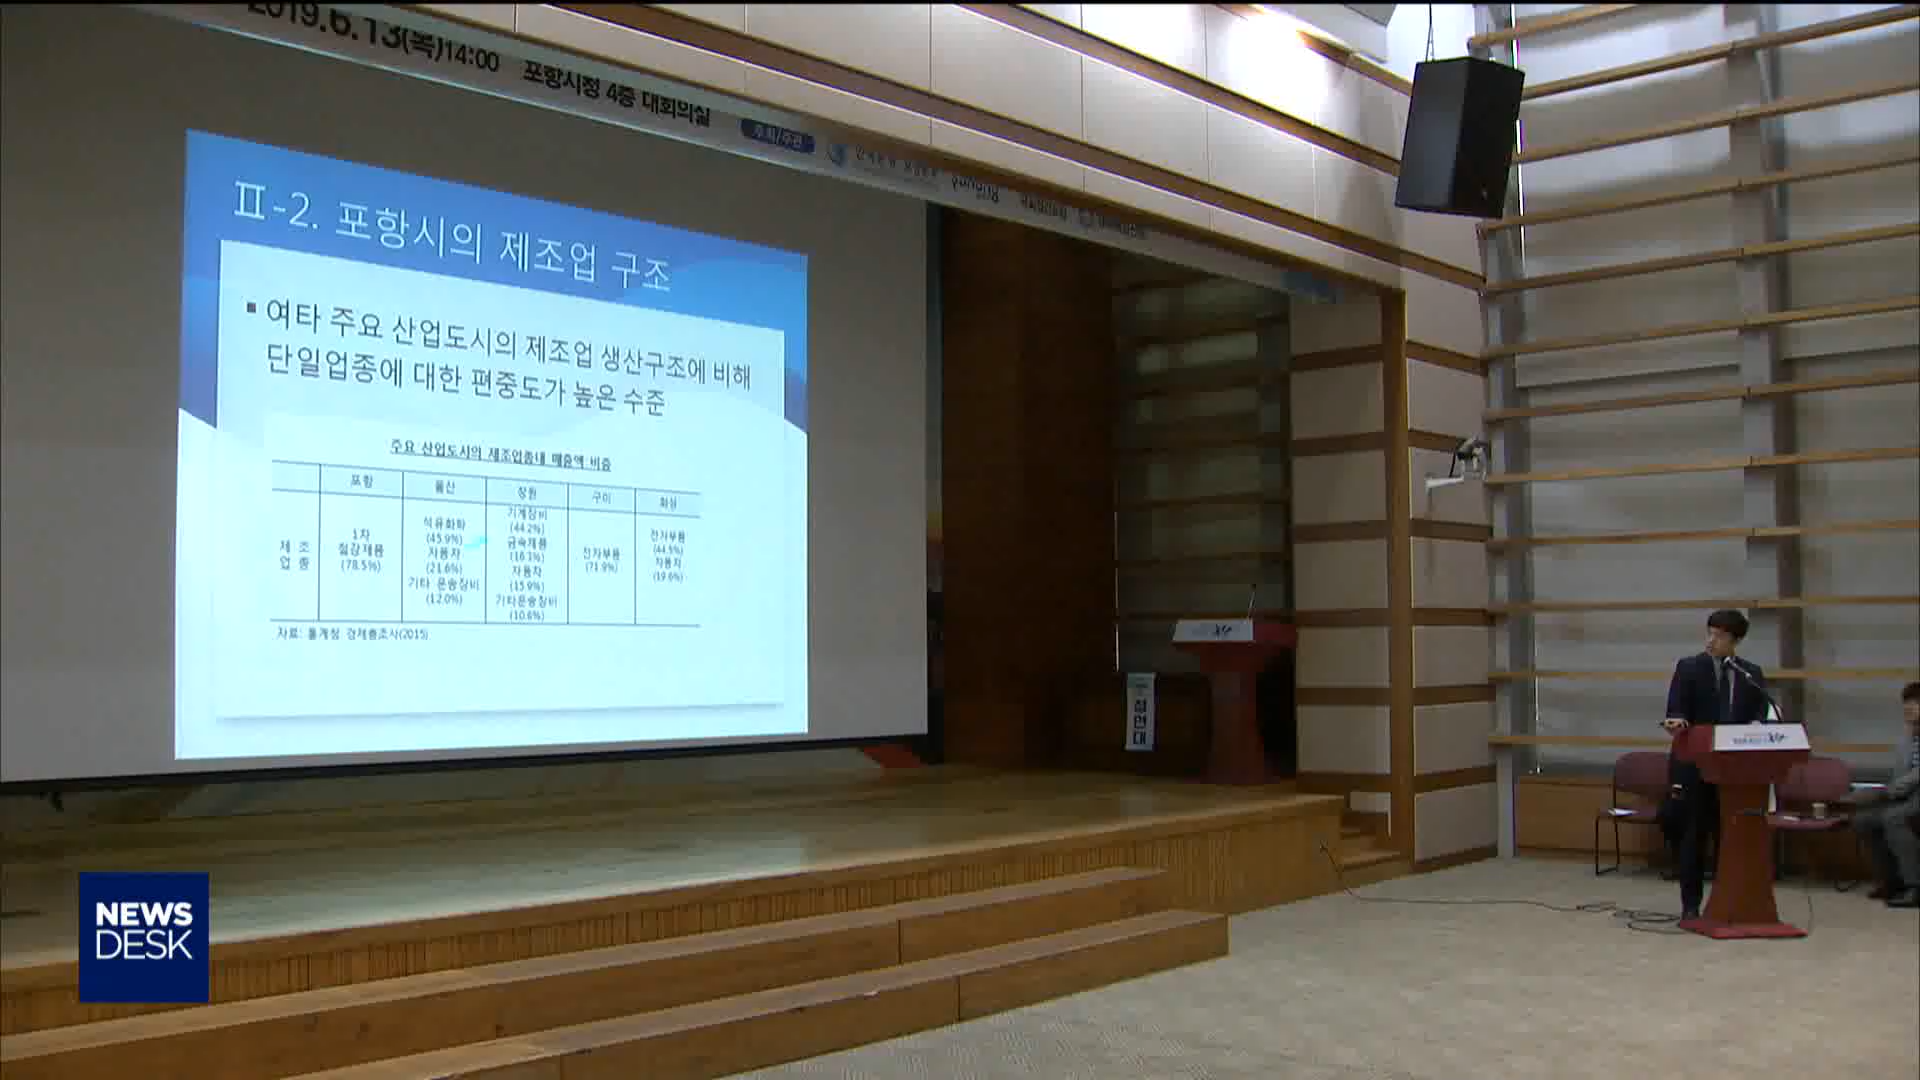 2019.6.13(목)14:00 포항시청 4층 대회의실
주최/주관
Ⅱ-2. 포항시의 제조업 구조
▪ 여타 주요 산업도시의 제조업 생산구조에 비해
단일업종에 대한 편중도가 높은 수준
주요 산업도시의 제조업종내 매출액 비중
포항 울산 창원 구미 화성
제조업종
1차 철강제품 (78.5%)
석유화학 (45.9%) 자동차 (21.6%) 기타 운송장비 (12.0%)
기계장비 (44.2%) 금속제품 (16.1%) 자동차 (15.9%) 기타운송장비 (10.6%)
전자부품 (71.9%)
전자부품 (44.5%) 자동차 (19.6%)
자료: 통계청 경제총조사(2015)
NEWS
DESK